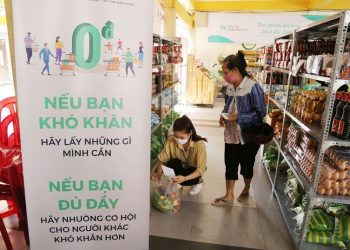 0đ
NẾU BẠN
KHÓ KHĂN
HÃY LẤY NHỮNG GÌ
MÌNH CẦN
NẾU BẠN
ĐỦ ĐẦY
HÃY NHƯỜNG CƠ HỘI
CHO NGƯỜI KHÁC
KHÓ KHĂN HƠN